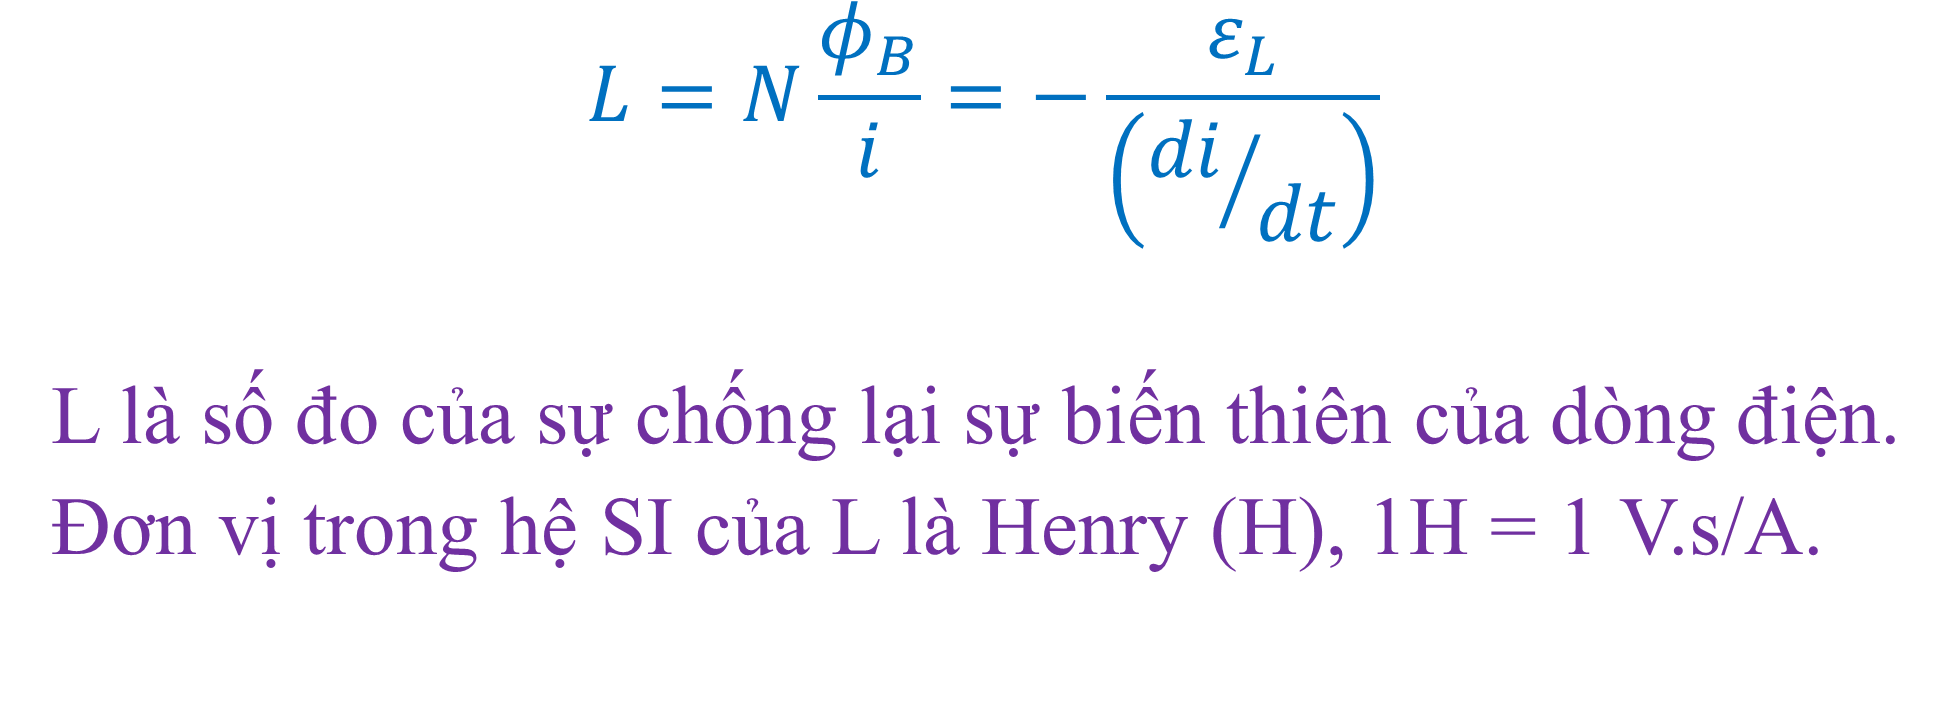 L = N ϕ_B / i = − ε_L / (di/dt)
L là số đo của sự chống lại sự biến thiên của dòng điện.
Đơn vị trong hệ SI của L là Henry (H), 1H = 1 V.s/A.